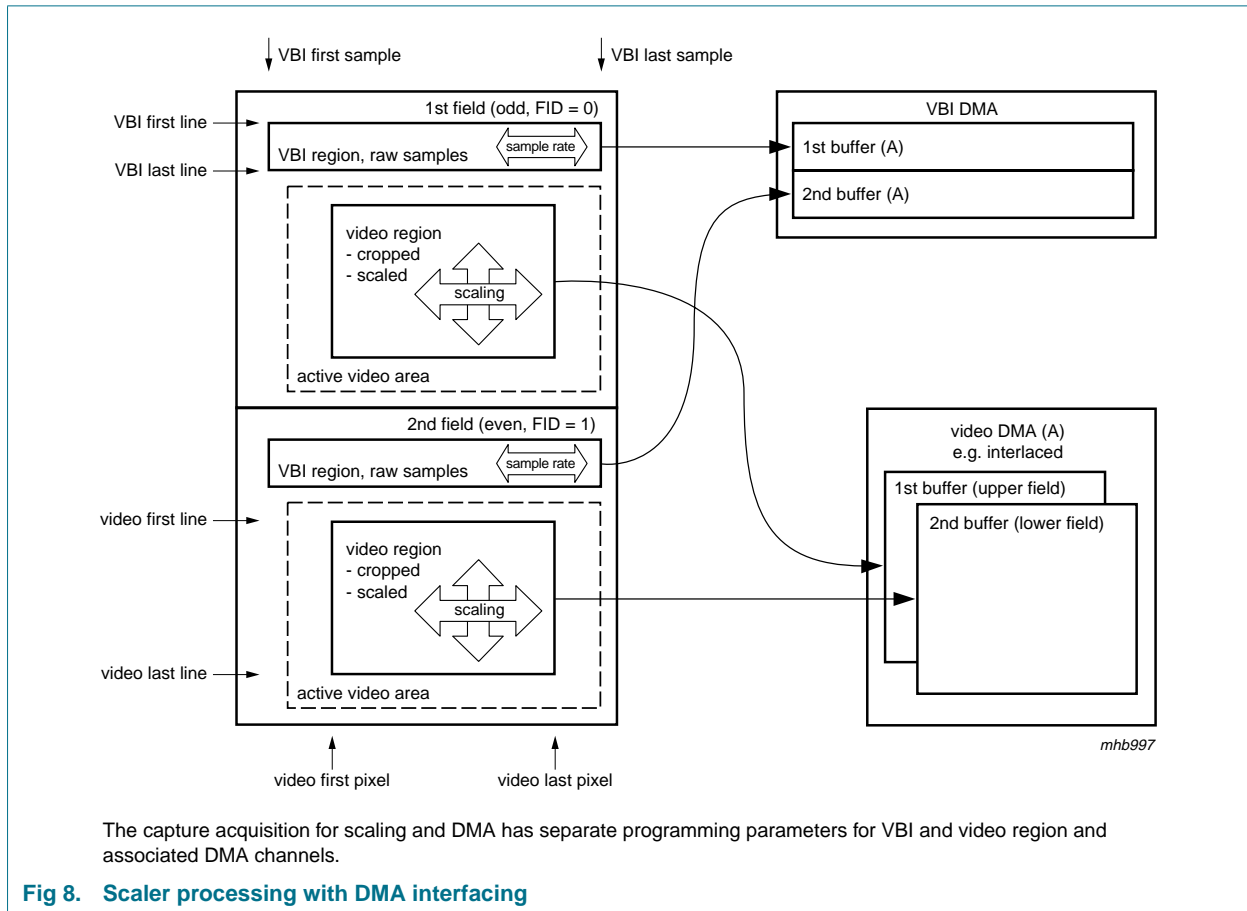 VBI first sample
VBI last sample
1st field (odd, FID = 0)
VBI first line
VBI region, raw samples
sample rate
VBI last line
video region
- cropped
- scaled
scaling
active video area
2nd field (even, FID = 1)
VBI region, raw samples
sample rate
video first line
video region
- cropped
- scaled
scaling
video last line
active video area
video first pixel
video last pixel
VBI DMA
1st buffer (A)
2nd buffer (A)
video DMA (A)
e.g. interlaced
1st buffer (upper field)
2nd buffer (lower field)
mhb997
The capture acquisition for scaling and DMA has separate programming parameters for VBI and video region and
associated DMA channels.
Fig 8. Scaler processing with DMA interfacing